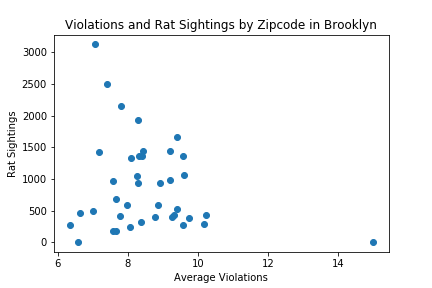 Violations and Rat Sightings by Zipcode in Brooklyn
3000
2500
2000
1500
1000
500
0
Rat Sightings
6 8 10 12 14
Average Violations